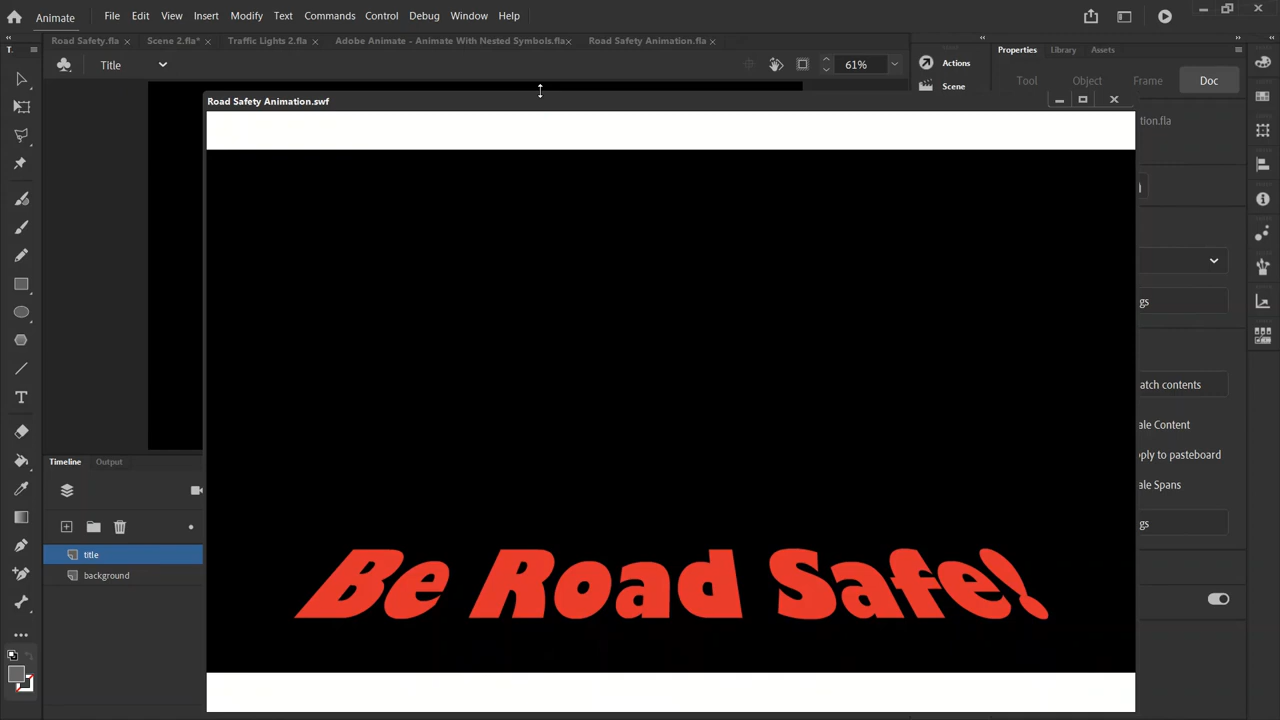 Animate File Edit View Insert Modify Text Commands Control Debug Window Help
Road Safety.fla × Scene 2.fla* × Traffic Lights 2.fla × Adobe Animate - Animate With Nested Symbols.fla× Road Safety Animation.fla ×
Title
61%
Actions
Scene
Properties Library Assets
Tool Object Frame Doc
Road Safety Animation.swf
tion.fla
gs
atch contents
ale Content
pply to pasteboard
ale Spans
gs
Timeline Output
title
background
T.
Be Road Safe!